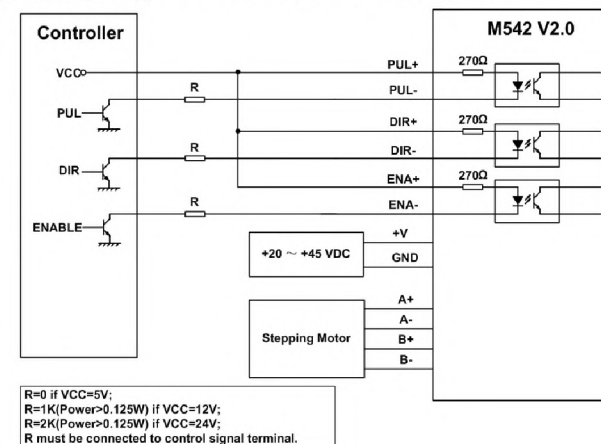 Controller
M542 V2.0
VCC
PUL+
270Ω
R
PUL-
PUL
DIR+
270Ω
R
DIR-
DIR
ENA+
270Ω
R
ENA-
ENABLE
+V
+20 ~ +45 VDC
GND
A+
A-
Stepping Motor
B+
B-
R=0 if VCC=5V;
R=1K(Power>0.125W) if VCC=12V;
R=2K(Power>0.125W) if VCC=24V;
R must be connected to control signal terminal.